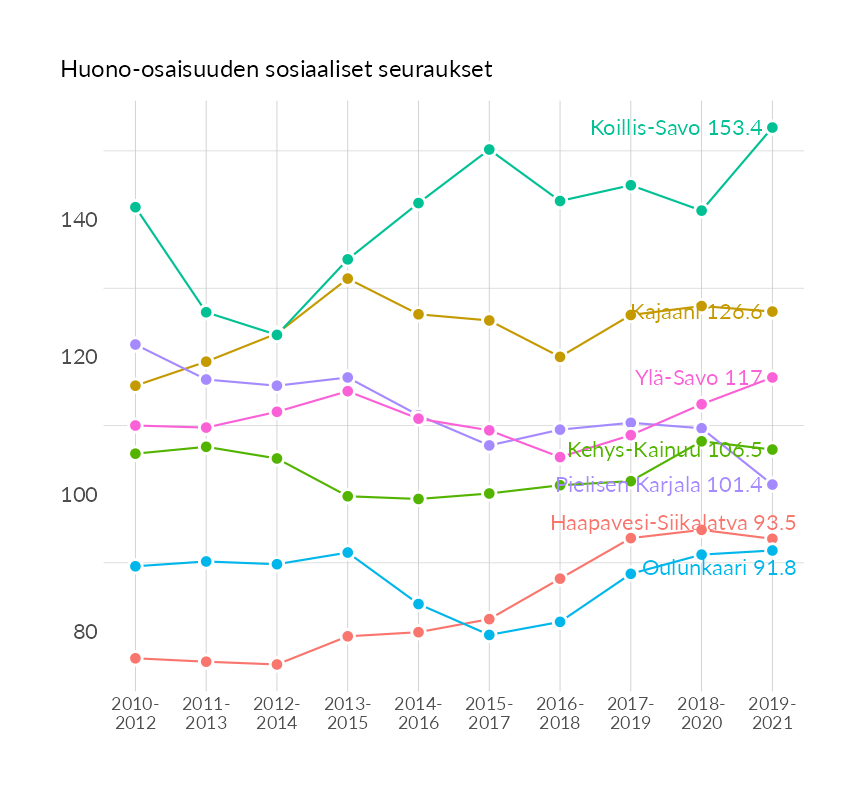 Huono-osaisuuden sosiaaliset seuraukset
Koillis-Savo 153.4
140
Kajaani 126.6
120
Ylä-Savo 117
Kehys-Kainuu 106.5
Pielisen Karjala 101.4
100
Haapavesi-Siikalatva 93.5
Oulunkaari 91.8
80
2010- 2011- 2012- 2013- 2014- 2015- 2016- 2017- 2018- 2019-
2012 2013 2014 2015 2016 2017 2018 2019 2020 2021